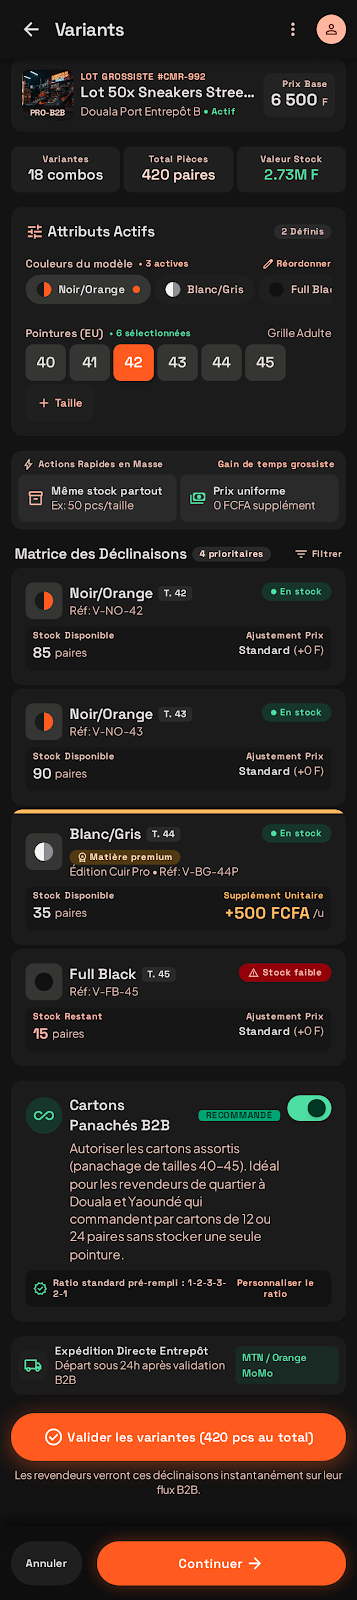 Variants
LOT GROSSISTE #CMR-992
Lot 50x Sneakers Stree...
PRO-B2B
Douala Port Entrepôt B • Actif
Prix Base
6 500 F
Variantes
18 combos
Total Pièces
420 paires
Valeur Stock
2.73M F
Attributs Actifs
2 Définis
Couleurs du modèle • 3 actives
Réordonner
Noir/Orange
Blanc/Gris
Full Blac
Pointures (EU) • 6 sélectionnées
Grille Adulte
40 41 42 43 44 45
+ Taille
Actions Rapides en Masse
Gain de temps grossiste
Même stock partout
Ex: 50 pcs/taille
Prix uniforme
0 FCFA supplément
Matrice des Déclinaisons
4 prioritaires
Filtrer
Noir/Orange T. 42
• En stock
Réf: V-NO-42
Stock Disponible
85 paires
Ajustement Prix
Standard (+0 F)
Noir/Orange T. 43
• En stock
Réf: V-NO-43
Stock Disponible
90 paires
Ajustement Prix
Standard (+0 F)
Blanc/Gris T. 44
• En stock
Matière premium
Édition Cuir Pro • Réf: V-BG-44P
Stock Disponible
35 paires
Supplément Unitaire
+500 FCFA /u
Full Black T. 45
Stock faible
Réf: V-FB-45
Stock Restant
15 paires
Ajustement Prix
Standard (+0 F)
Cartons
Panachés B2B
RECOMMANDÉ
Autoriser les cartons assortis
(panachage de tailles 40–45). Idéal
pour les revendeurs de quartier à
Douala et Yaoundé qui
commandent par cartons de 12 ou
24 paires sans stocker une seule
pointure.
Ratio standard pré-rempli : 1-2-3-3-
2-1
Personnaliser le
ratio
Expédition Directe Entrepôt
Départ sous 24h après validation
B2B
MTN / Orange
MoMo
Valider les variantes (420 pcs au total)
Les revendeurs verront ces déclinaisons instantanément sur leur
flux B2B.
Annuler
Continuer →